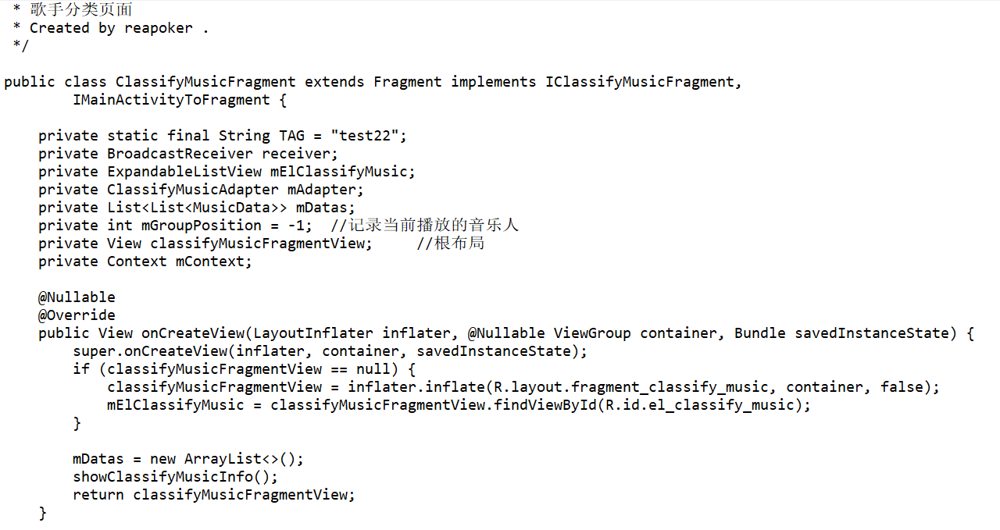 * 歌手分类页面
* Created by reapoker .
*/
public class ClassifyMusicFragment extends Fragment implements IClassifyMusicFragment,
IMainActivityToFragment {
private static final String TAG = "test22";
private BroadcastReceiver receiver;
private ExpandableListView mElClassifyMusic;
private ClassifyMusicAdapter mAdapter;
private List<List<MusicData>> mDatas;
private int mGroupPosition = -1;  //记录当前播放的音乐人
private View classifyMusicFragmentView;     //根布局
private Context mContext;
@Nullable
@Override
public View onCreateView(LayoutInflater inflater, @Nullable ViewGroup container, Bundle savedInstanceState) {
super.onCreateView(inflater, container, savedInstanceState);
if (classifyMusicFragmentView == null) {
classifyMusicFragmentView = inflater.inflate(R.layout.fragment_classify_music, container, false);
mElClassifyMusic = classifyMusicFragmentView.findViewById(R.id.el_classify_music);
}
mDatas = new ArrayList<>();
showClassifyMusicInfo();
return classifyMusicFragmentView;
}